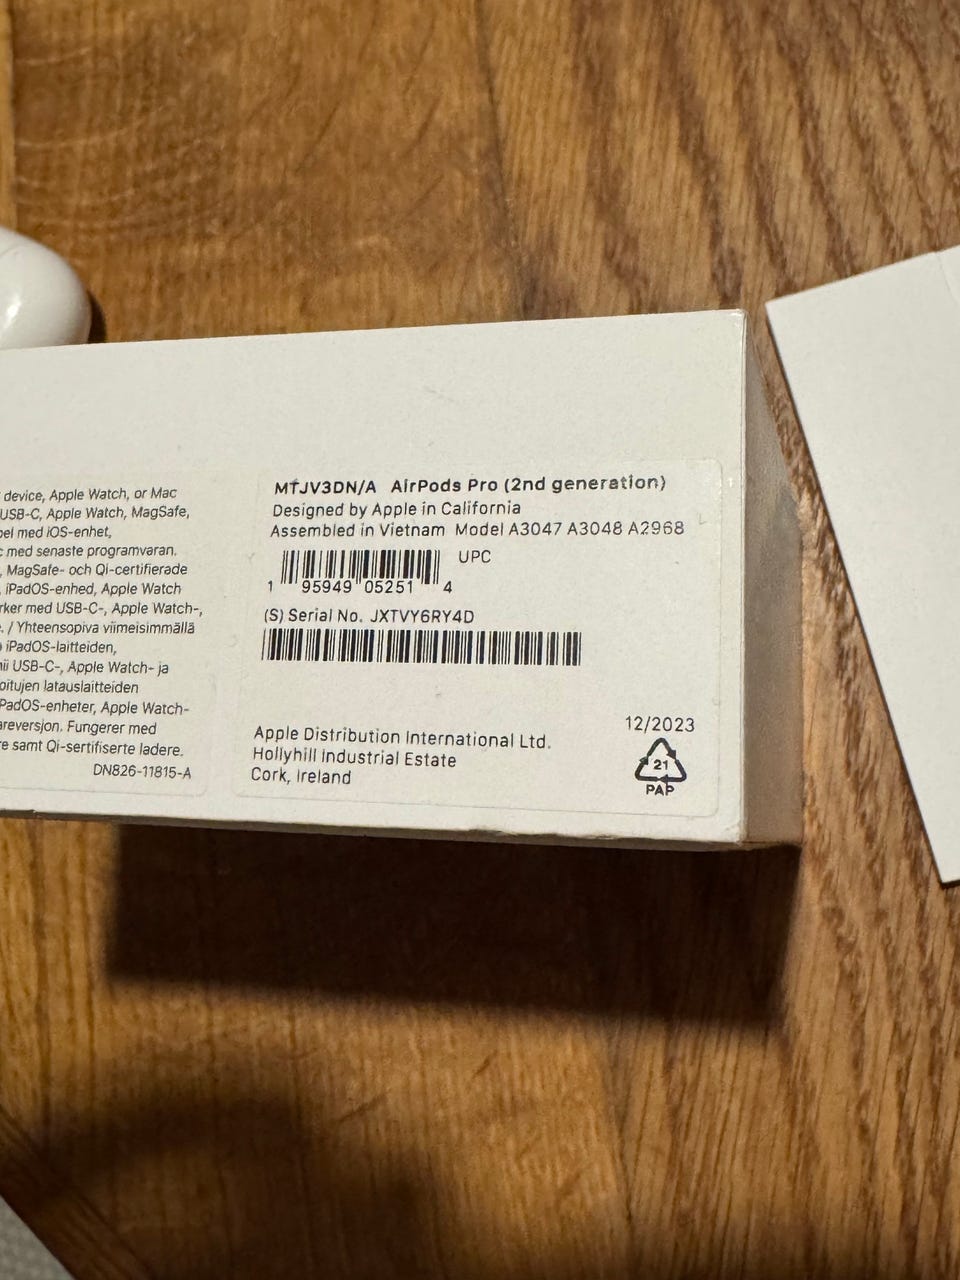 device, Apple Watch, or Mac
USB-C, Apple Watch, MagSafe,
med iOS-enhet,
med senaste programvaran.
MagSafe- och Qi-certifierade
iPadOS-enhed, Apple Watch
med USB-C-, Apple Watch-,
/ Yhteensopiva viimeisimmällä
iPadOS-laitteiden,
USB-C-, Apple Watch- ja
latauslaitteiden
iPadOS-enheter, Apple Watch-
Fungerer med
samt Qi-sertifiserte ladere.
DN826-11815-A
MTJV3DN/A AirPods Pro (2nd generation)
Designed by Apple in California
Assembled in Vietnam Model A3047 A3048 A2968
UPC
1 95949 05251 4
(S) Serial No. JXTVY6RY4D
Apple Distribution International Ltd.
Hollyhill Industrial Estate
Cork, Ireland
12/2023
21
PAP